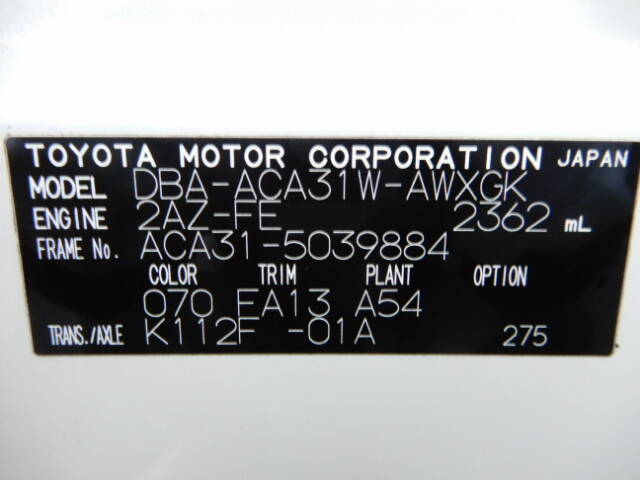 TOYOTA MOTOR CORPORATION JAPAN
MODEL DBA-ACA31W-AWXGK
ENGINE 2AZ-FE 2362 mL
FRAME No. ACA31-5039884
COLOR TRIM PLANT OPTION
070 FA13 A54
TRANS./AXLE K112F -01A 275